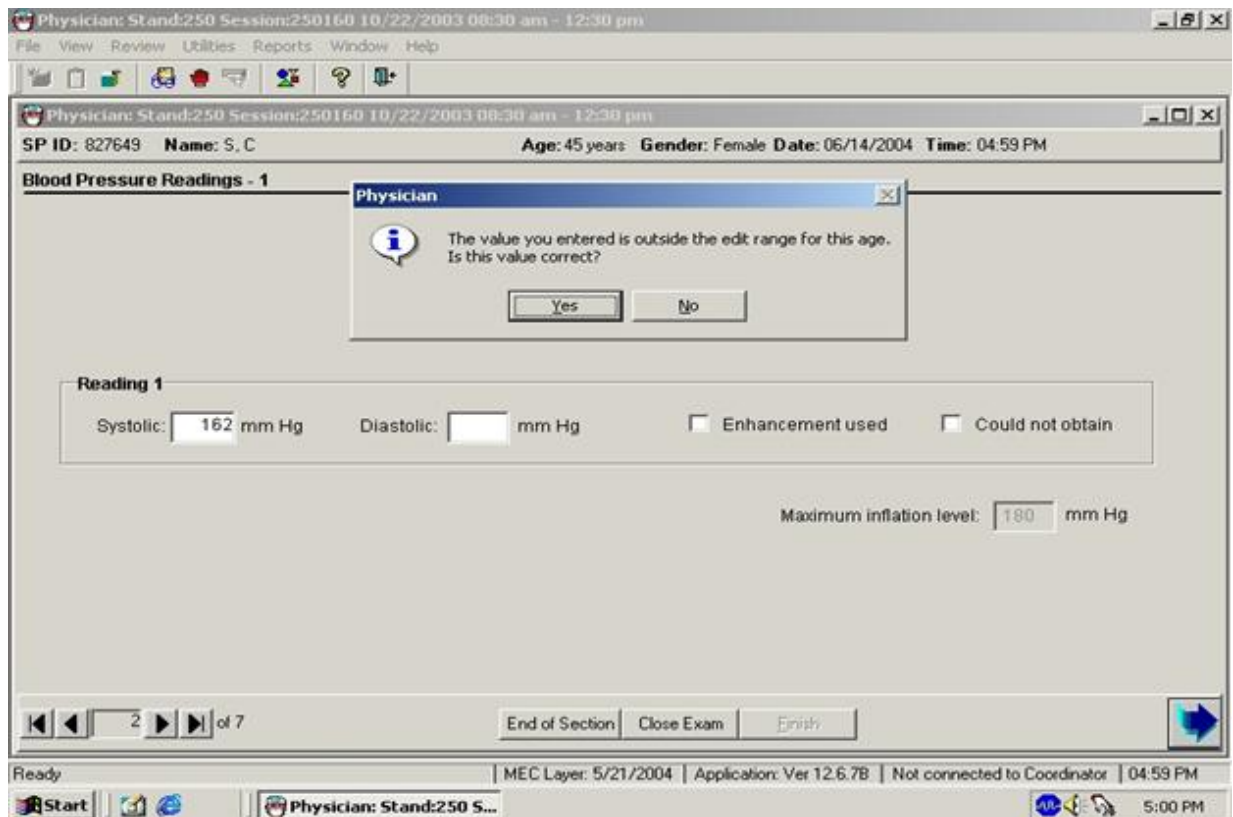 Physician: Stand:250 Session:250160 10/22/2003 08:30 am - 12:30 pm
File View Review Utilities Reports Window Help
Physician: Stand:250 Session:250160 10/22/2003 08:30 am - 12:30 pm
SP ID: 827649 Name: S, C Age: 45 years Gender: Female Date: 06/14/2004 Time: 04:59 PM
Blood Pressure Readings - 1
Physician
The value you entered is outside the edit range for this age.
Is this value correct?
Yes No
Reading 1
Systolic: 162 mm Hg Diastolic: mm Hg Enhancement used Could not obtain
Maximum inflation level: 180 mm Hg
2 of 7 End of Section Close Exam Finish
Ready MEC Layer: 5/21/2004 Application: Ver 12.6.7B Not connected to Coordinator 04:59 PM
Start Physician: Stand:250 S... 5:00 PM